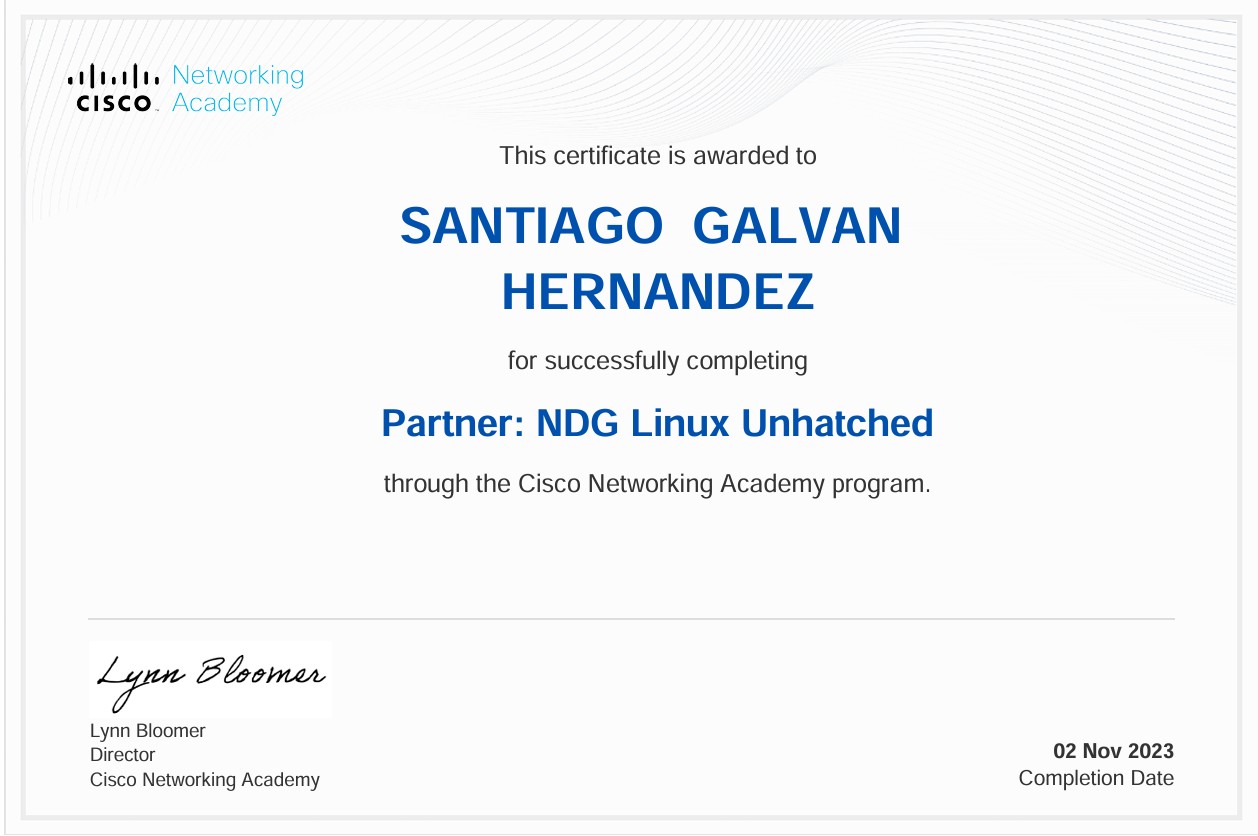 Networking
CISCO Academy
This certificate is awarded to
SANTIAGO GALVAN
HERNANDEZ
for successfully completing
Partner: NDG Linux Unhatched
through the Cisco Networking Academy program.
Lynn Bloomer
Lynn Bloomer
Director
Cisco Networking Academy
02 Nov 2023
Completion Date